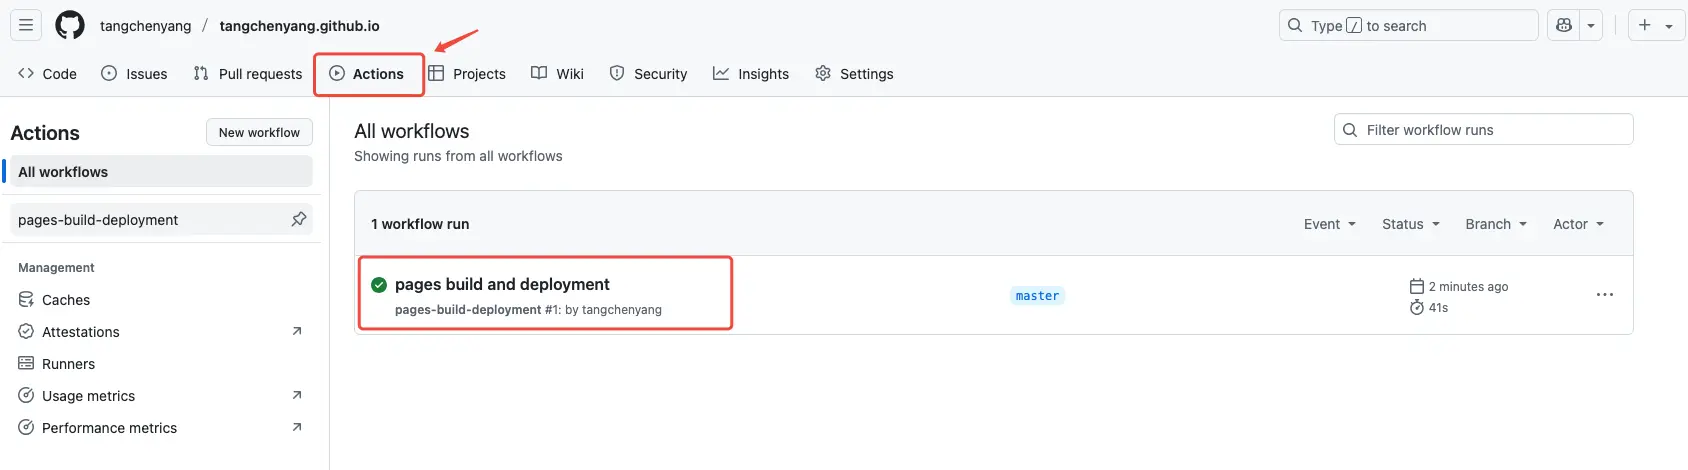 tangchenyang / tangchenyang.github.io
Type / to search
Code Issues Pull requests Actions Projects Wiki Security Insights Settings
Actions
New workflow
All workflows
pages-build-deployment
Management
Caches
Attestations
Runners
Usage metrics
Performance metrics
All workflows
Showing runs from all workflows
Filter workflow runs
1 workflow run
Event Status Branch Actor
pages build and deployment
pages-build-deployment #1: by tangchenyang
master
2 minutes ago
41s